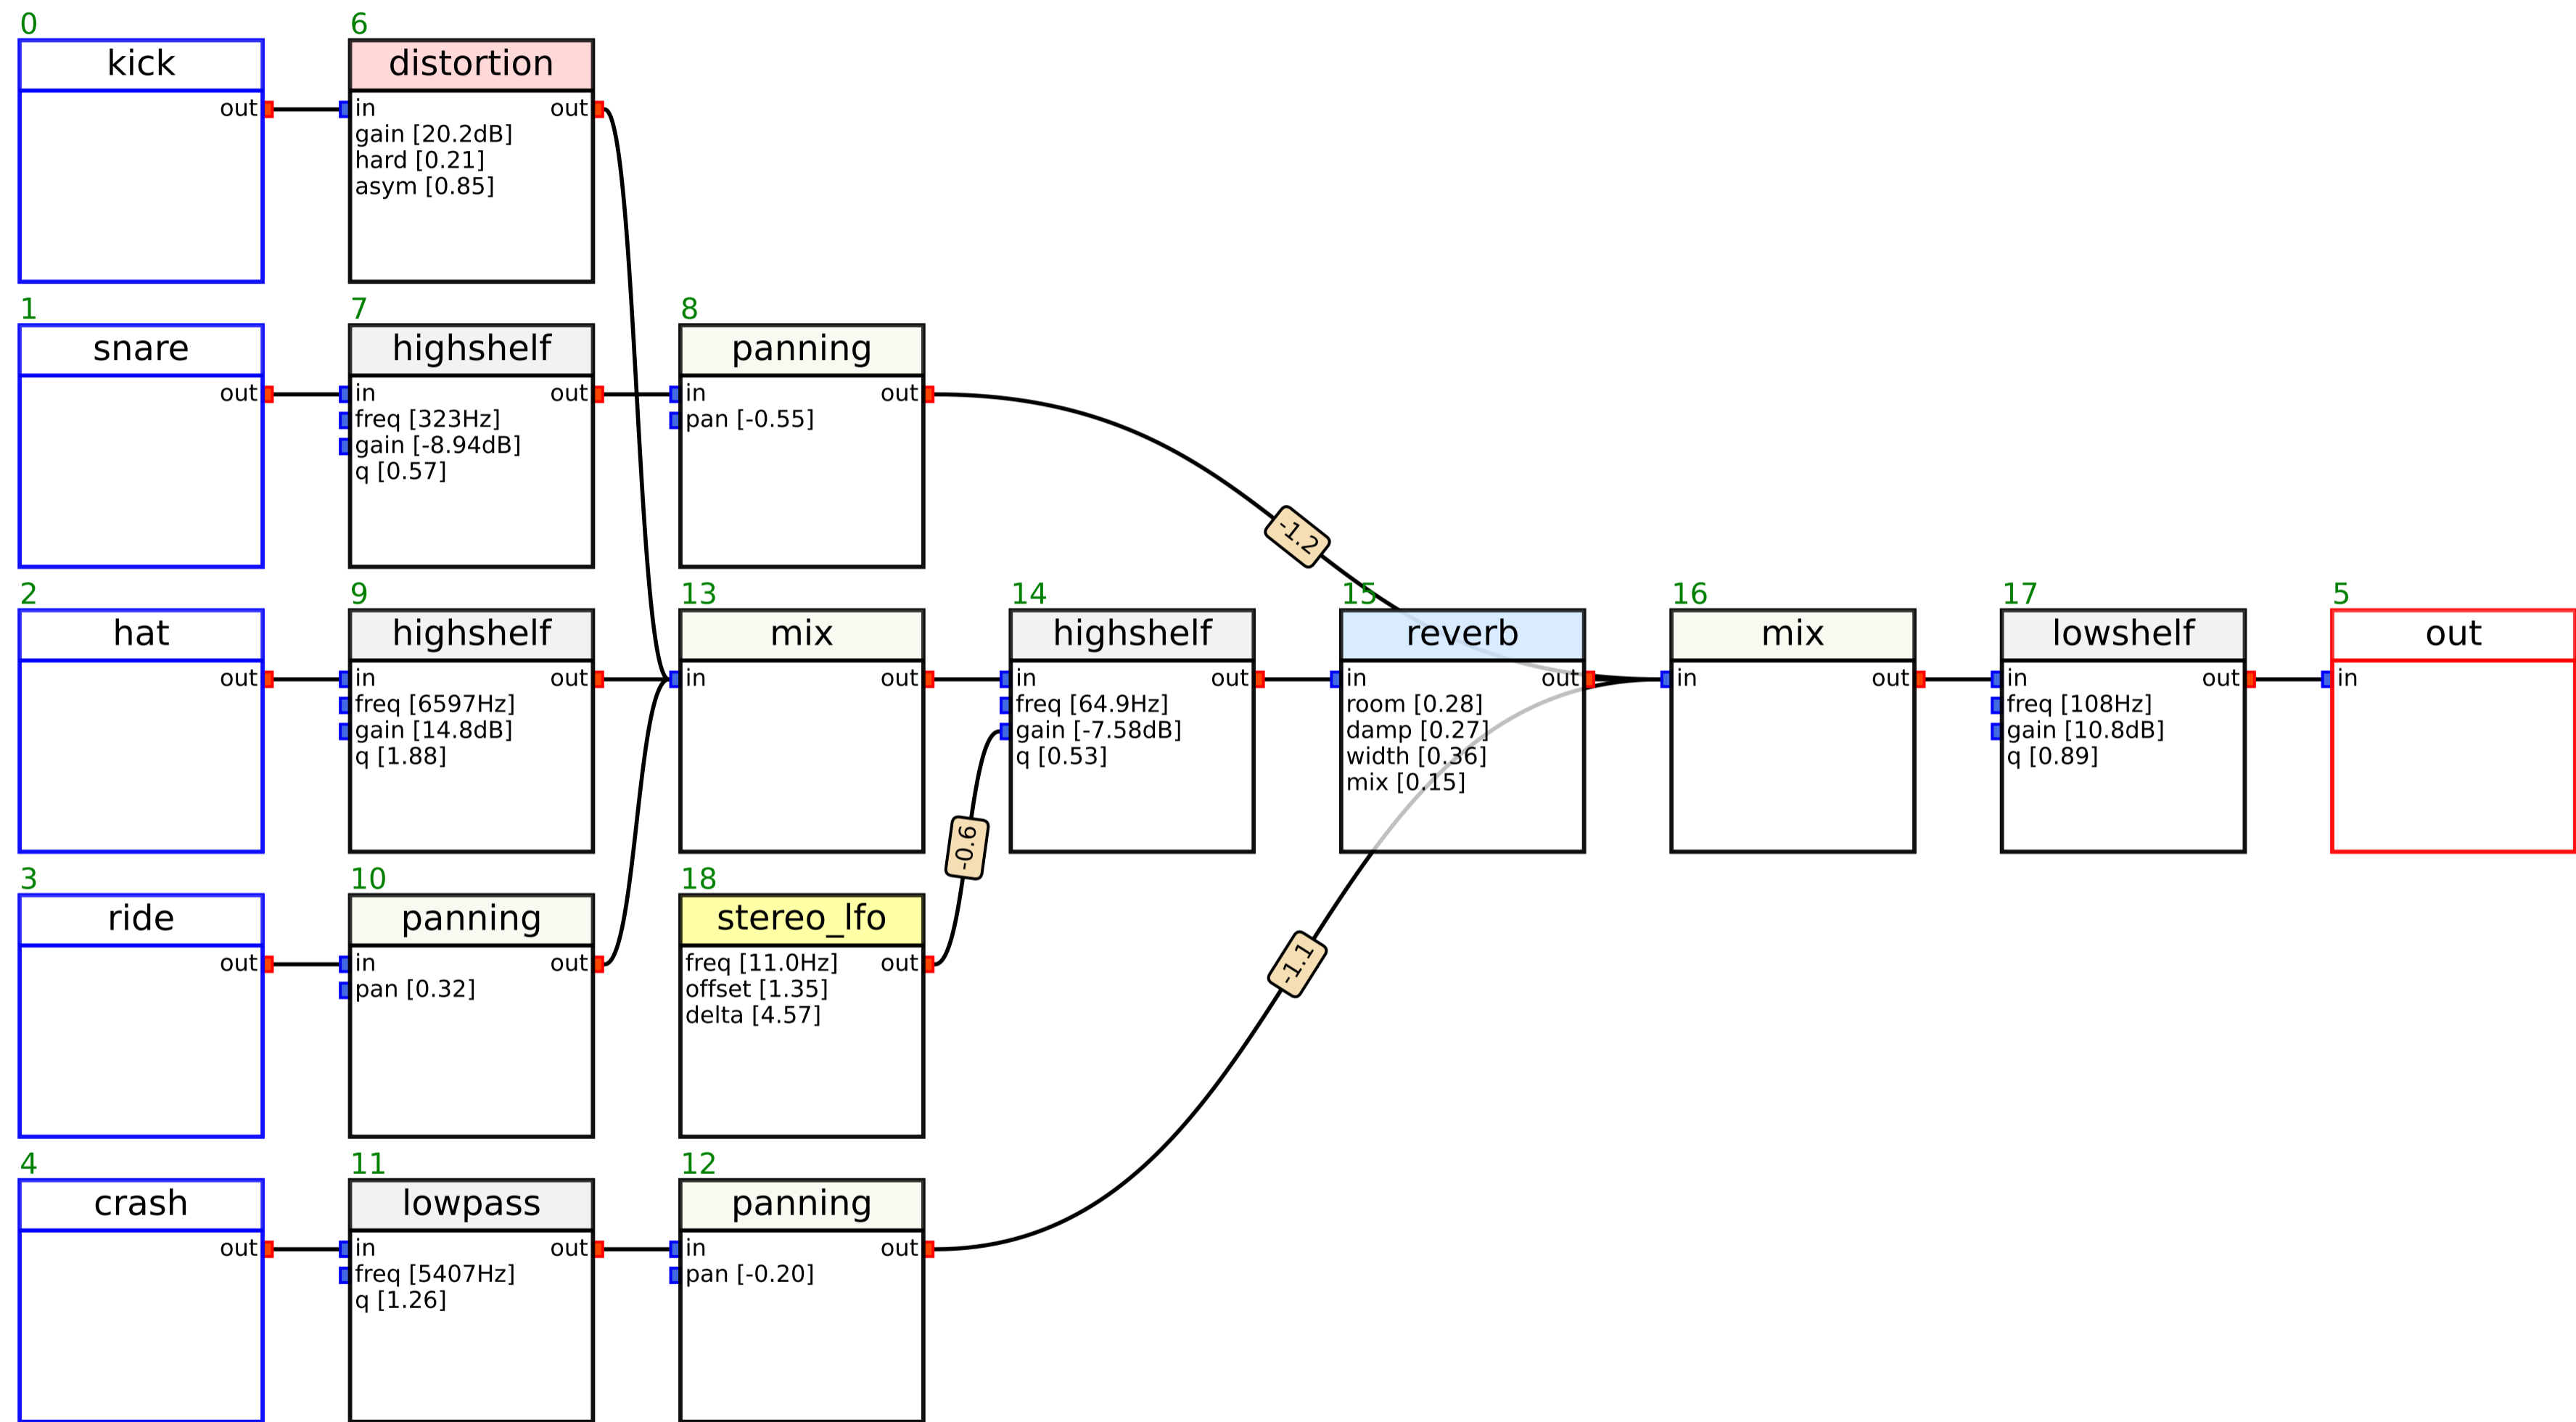 0
kick
out
6
distortion
in
out
gain [20.2dB]
hard [0.21]
asym [0.85]
1
snare
out
7
highshelf
in
out
freq [323Hz]
gain [-8.94dB]
q [0.57]
8
panning
in
out
pan [-0.55]
-1.2
2
hat
out
9
highshelf
in
out
freq [6597Hz]
gain [14.8dB]
q [1.88]
13
mix
in
out
14
highshelf
in
out
freq [64.9Hz]
gain [-7.58dB]
q [0.53]
15
reverb
in
out
room [0.28]
damp [0.27]
width [0.36]
mix [0.15]
16
mix
in
out
17
lowshelf
in
out
freq [108Hz]
gain [10.8dB]
q [0.89]
5
out
in
-0.6
3
ride
out
10
panning
in
out
pan [0.32]
18
stereo_lfo
freq [11.0Hz]
out
offset [1.35]
delta [4.57]
-1.1
4
crash
out
11
lowpass
in
out
freq [5407Hz]
q [1.26]
12
panning
in
out
pan [-0.20]